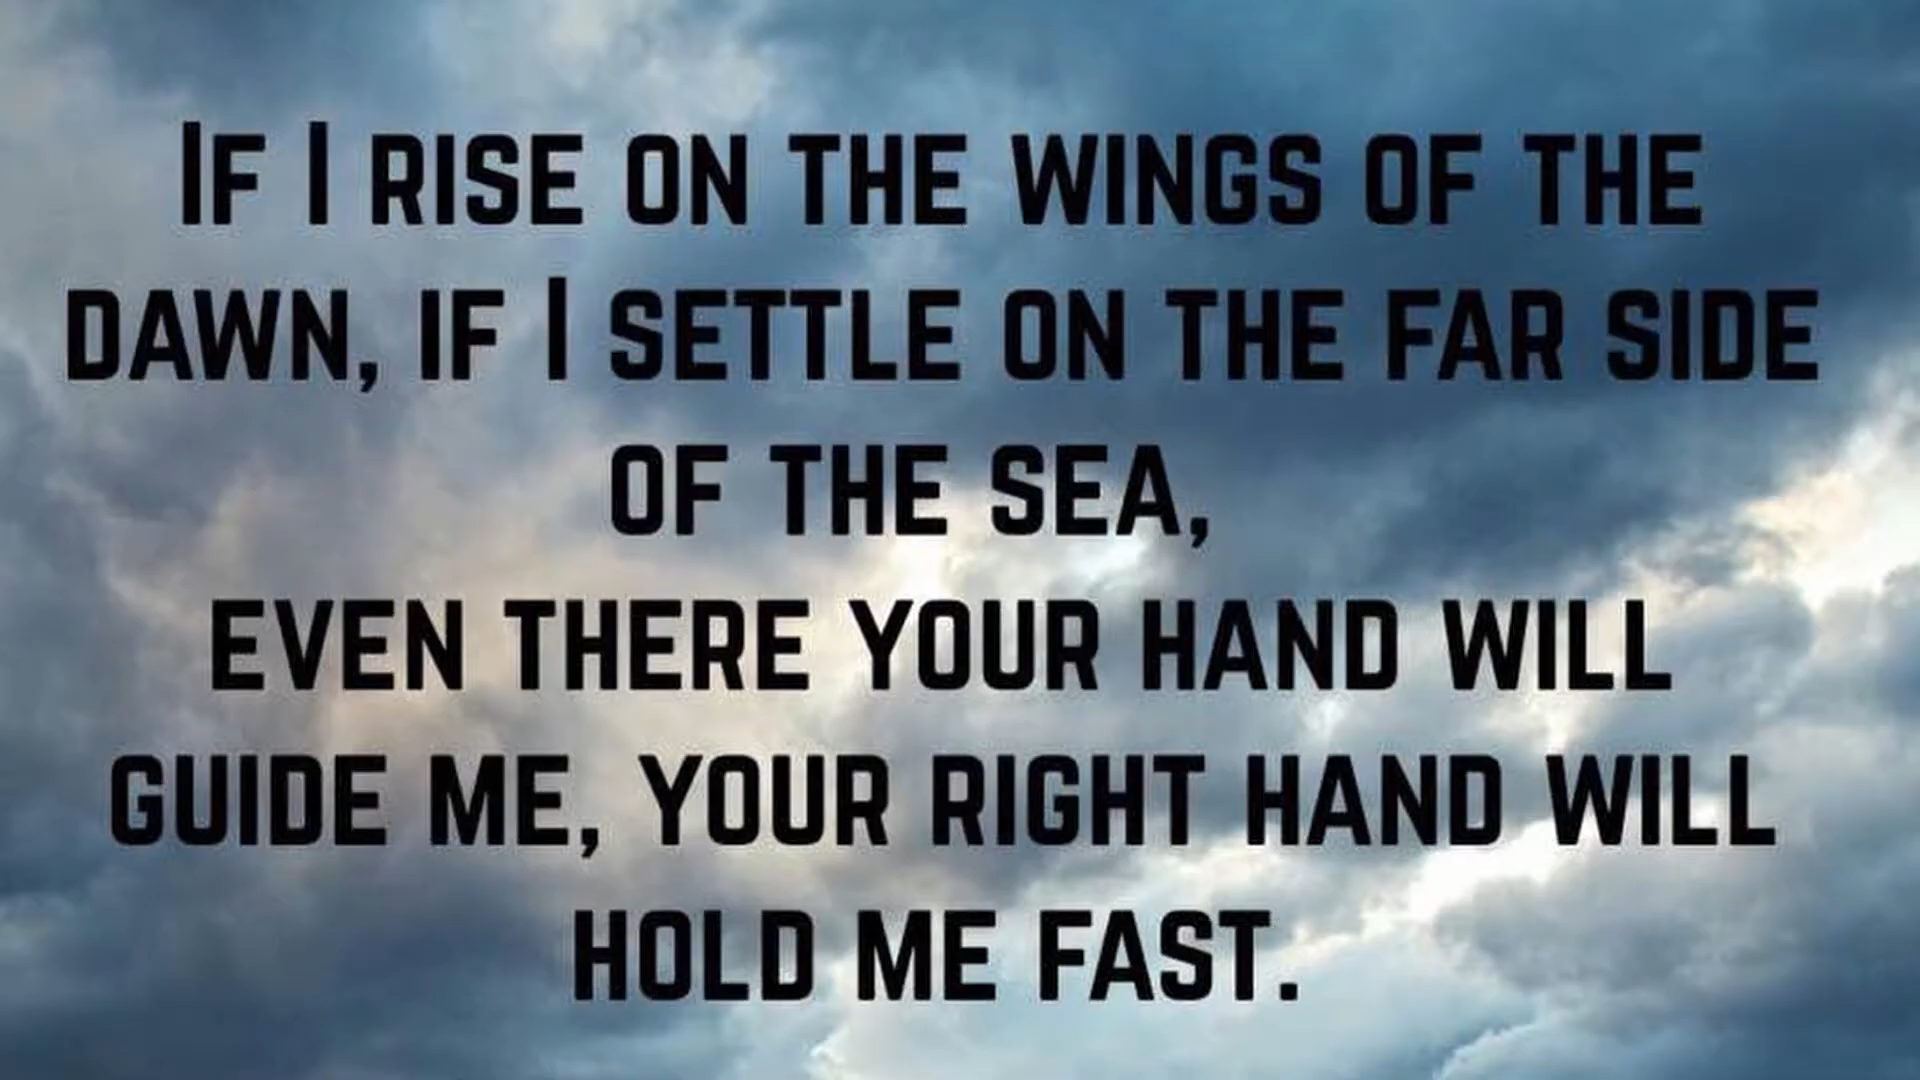 If I rise on the wings of the
dawn, if I settle on the far side
of the sea,
even there your hand will
guide me, your right hand will
hold me fast.